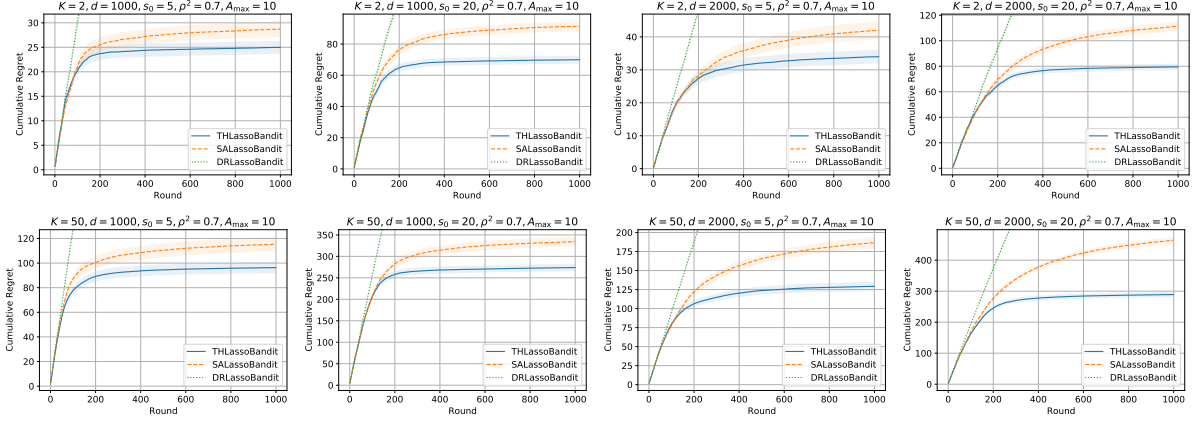 K = 2, d = 1000, s₀ = 5, ρ² = 0.7, Aₘₐₓ = 10
Cumulative Regret
30
25
20
15
10
5
0
THLassoBandit
SALassoBandit
DRLassoBandit
0 200 400 600 800 1000
Round
K = 2, d = 1000, s₀ = 20, ρ² = 0.7, Aₘₐₓ = 10
Cumulative Regret
80
60
40
20
0
THLassoBandit
SALassoBandit
DRLassoBandit
0 200 400 600 800 1000
Round
K = 2, d = 2000, s₀ = 5, ρ² = 0.7, Aₘₐₓ = 10
Cumulative Regret
40
30
20
10
0
THLassoBandit
SALassoBandit
DRLassoBandit
0 200 400 600 800 1000
Round
K = 2, d = 2000, s₀ = 20, ρ² = 0.7, Aₘₐₓ = 10
Cumulative Regret
120
100
80
60
40
20
0
THLassoBandit
SALassoBandit
DRLassoBandit
0 200 400 600 800 1000
Round
K = 50, d = 1000, s₀ = 5, ρ² = 0.7, Aₘₐₓ = 10
Cumulative Regret
120
100
80
60
40
20
0
THLassoBandit
SALassoBandit
DRLassoBandit
0 200 400 600 800 1000
Round
K = 50, d = 1000, s₀ = 20, ρ² = 0.7, Aₘₐₓ = 10
Cumulative Regret
350
300
250
200
150
100
50
0
THLassoBandit
SALassoBandit
DRLassoBandit
0 200 400 600 800 1000
Round
K = 50, d = 2000, s₀ = 5, ρ² = 0.7, Aₘₐₓ = 10
Cumulative Regret
200
175
150
125
100
75
50
25
0
THLassoBandit
SALassoBandit
DRLassoBandit
0 200 400 600 800 1000
Round
K = 50, d = 2000, s₀ = 20, ρ² = 0.7, Aₘₐₓ = 10
Cumulative Regret
400
300
200
100
0
THLassoBandit
SALassoBandit
DRLassoBandit
0 200 400 600 800 1000
Round